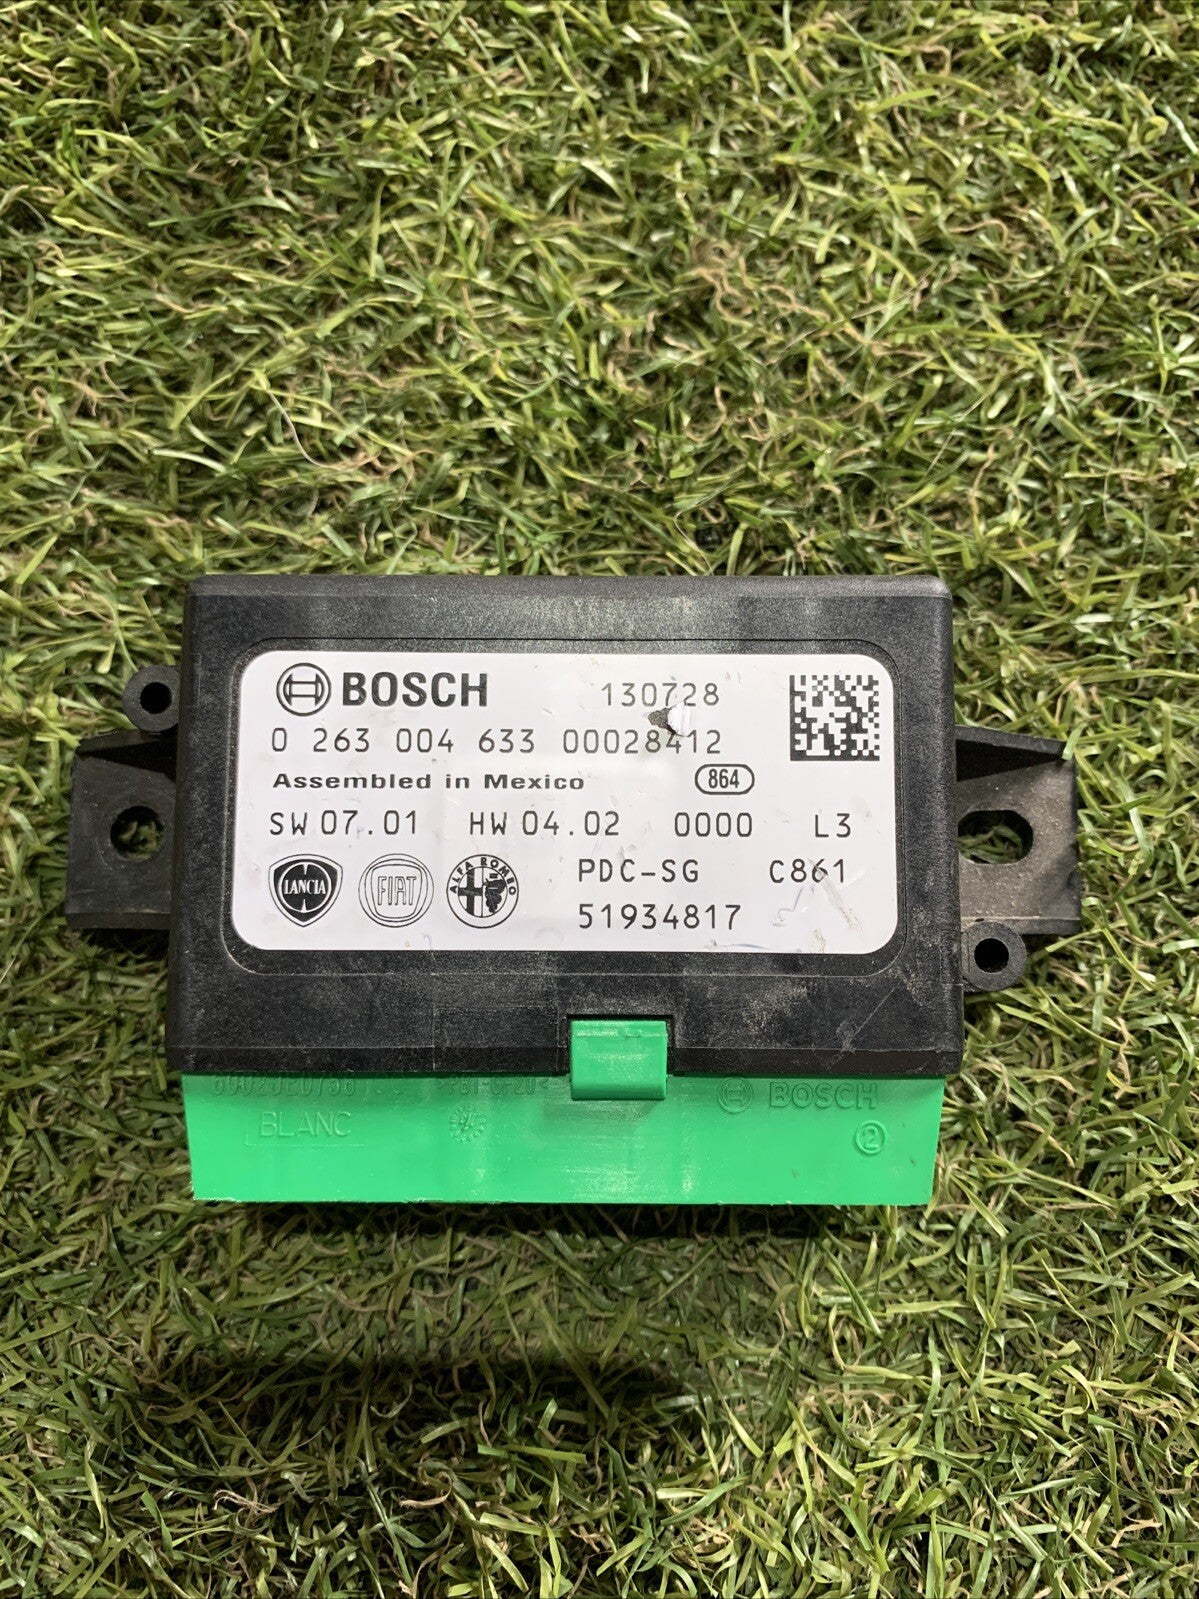 BOSCH 130728
0 263 004 633 00028412
Assembled in Mexico 864
SW 07.01 HW 04.02 0000 L3
LANCIA FIAT ALFA ROMEO PDC-SG C861
51934817
BOSCH
BLANC 2